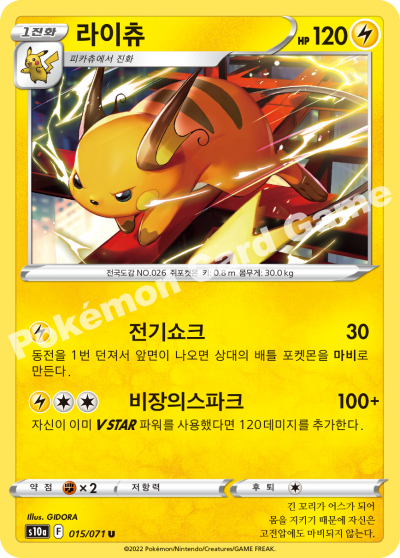 1진화
라이츄
HP 120
피카츄에서 진화
전국도감 NO.026 쥐포켓몬 키: 0.8 m 몸무게: 30.0 kg
Pokémon Card Game
전기쇼크 30
동전을 1번 던져서 앞면이 나오면 상대의 배틀 포켓몬을 마비로
만든다.
비장의스파크 100+
자신이 이미 VSTAR 파워를 사용했다면 120데미지를 추가한다.
약점 ×2 저항력 후퇴
Illus. GIDORA
s10a F 015/071 U
긴 꼬리가 어스가 되어
몸을 지키기 때문에 자신은
고전압에도 마비되지 않는다.
©2022 Pokémon/Nintendo/Creatures/GAME FREAK.